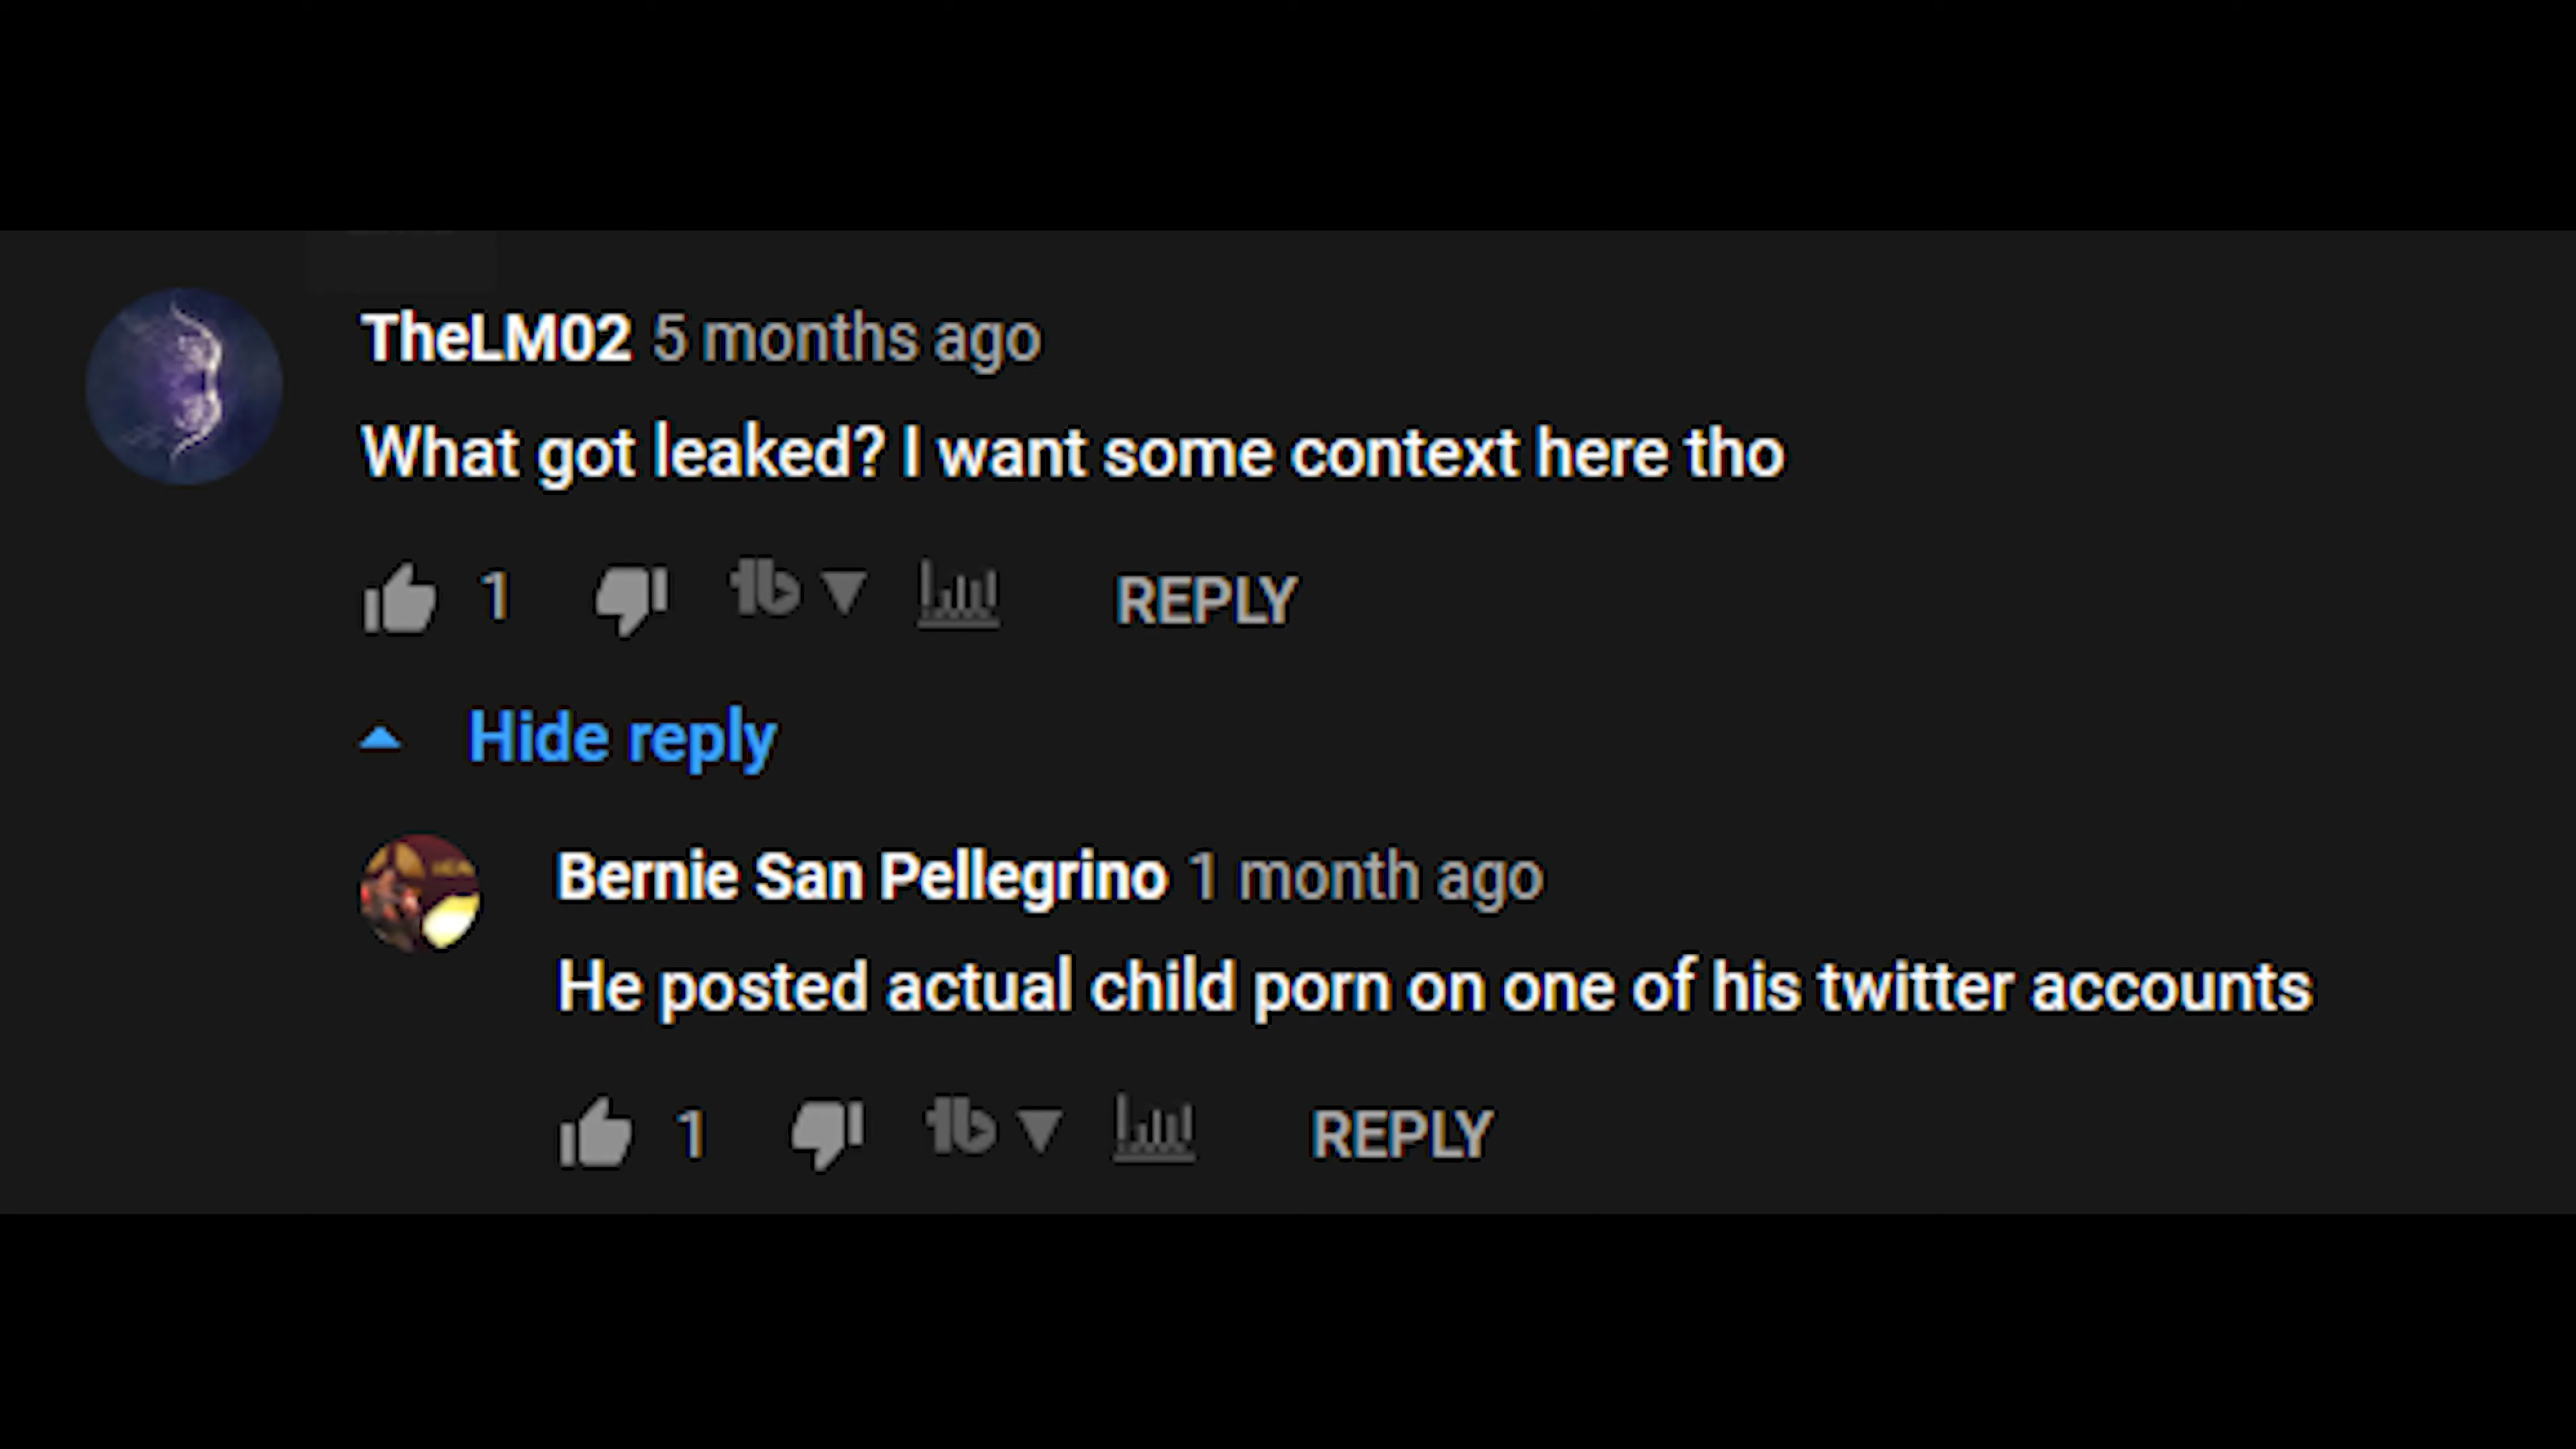 TheLM02 5 months ago
What got leaked? I want some context here tho
1 REPLY
Hide reply
Bernie San Pellegrino 1 month ago
He posted actual child porn on one of his twitter accounts
1 REPLY